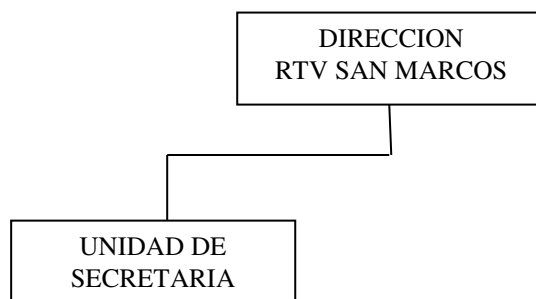 DIRECCION
RTV SAN MARCOS
UNIDAD DE
SECRETARIA